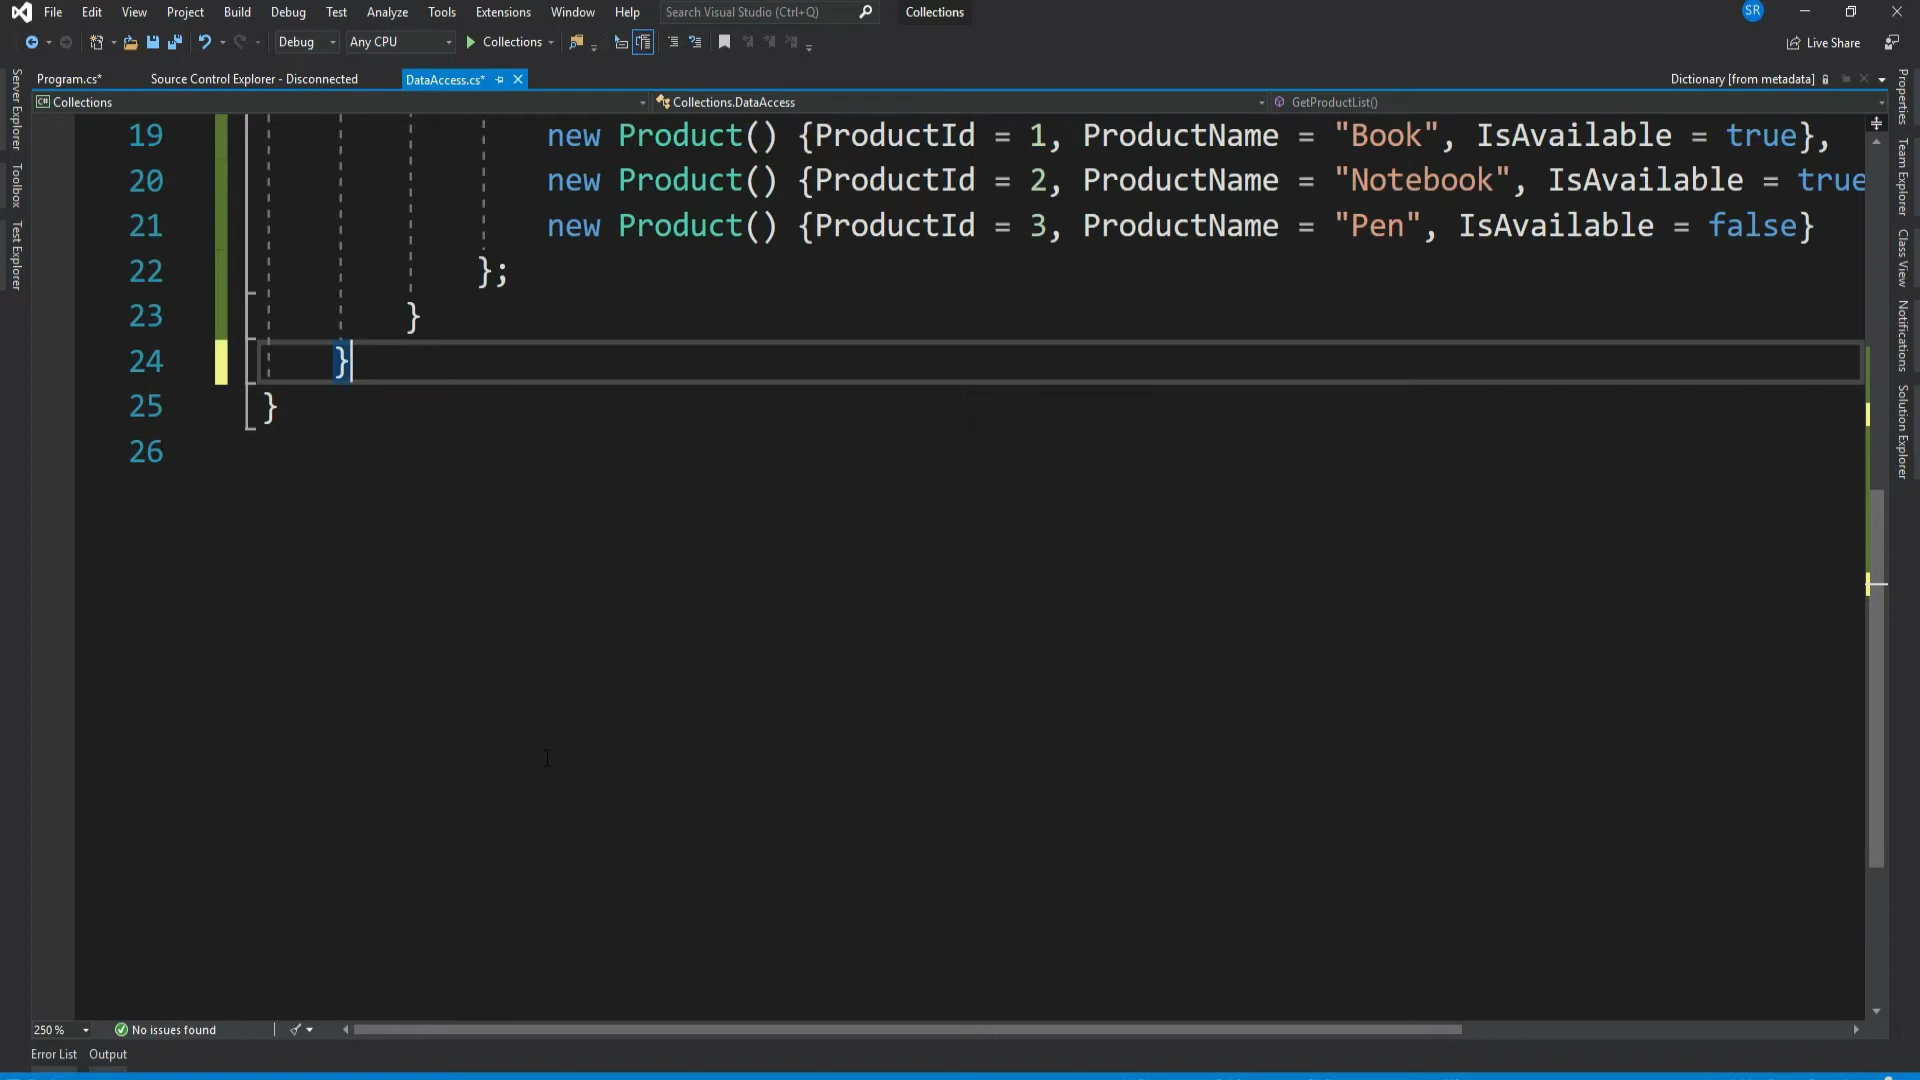 File Edit View Project Build Debug Test Analyze Tools Extensions Window Help Search Visual Studio (Ctrl+Q) Collections SR
Debug Any CPU Collections Live Share
Program.cs* Source Control Explorer - Disconnected DataAccess.cs* Dictionary [from metadata]
C# Collections Collections.DataAccess GetProductList()
19 new Product() {ProductId = 1, ProductName = "Book", IsAvailable = true},
20 new Product() {ProductId = 2, ProductName = "Notebook", IsAvailable = true
21 new Product() {ProductId = 3, ProductName = "Pen", IsAvailable = false}
22 };
23 }
24 }
25 }
26
Server Explorer
Toolbox
Test Explorer
Properties
Team Explorer
Class View
Notifications
Solution Explorer
250 % No issues found
Error List Output